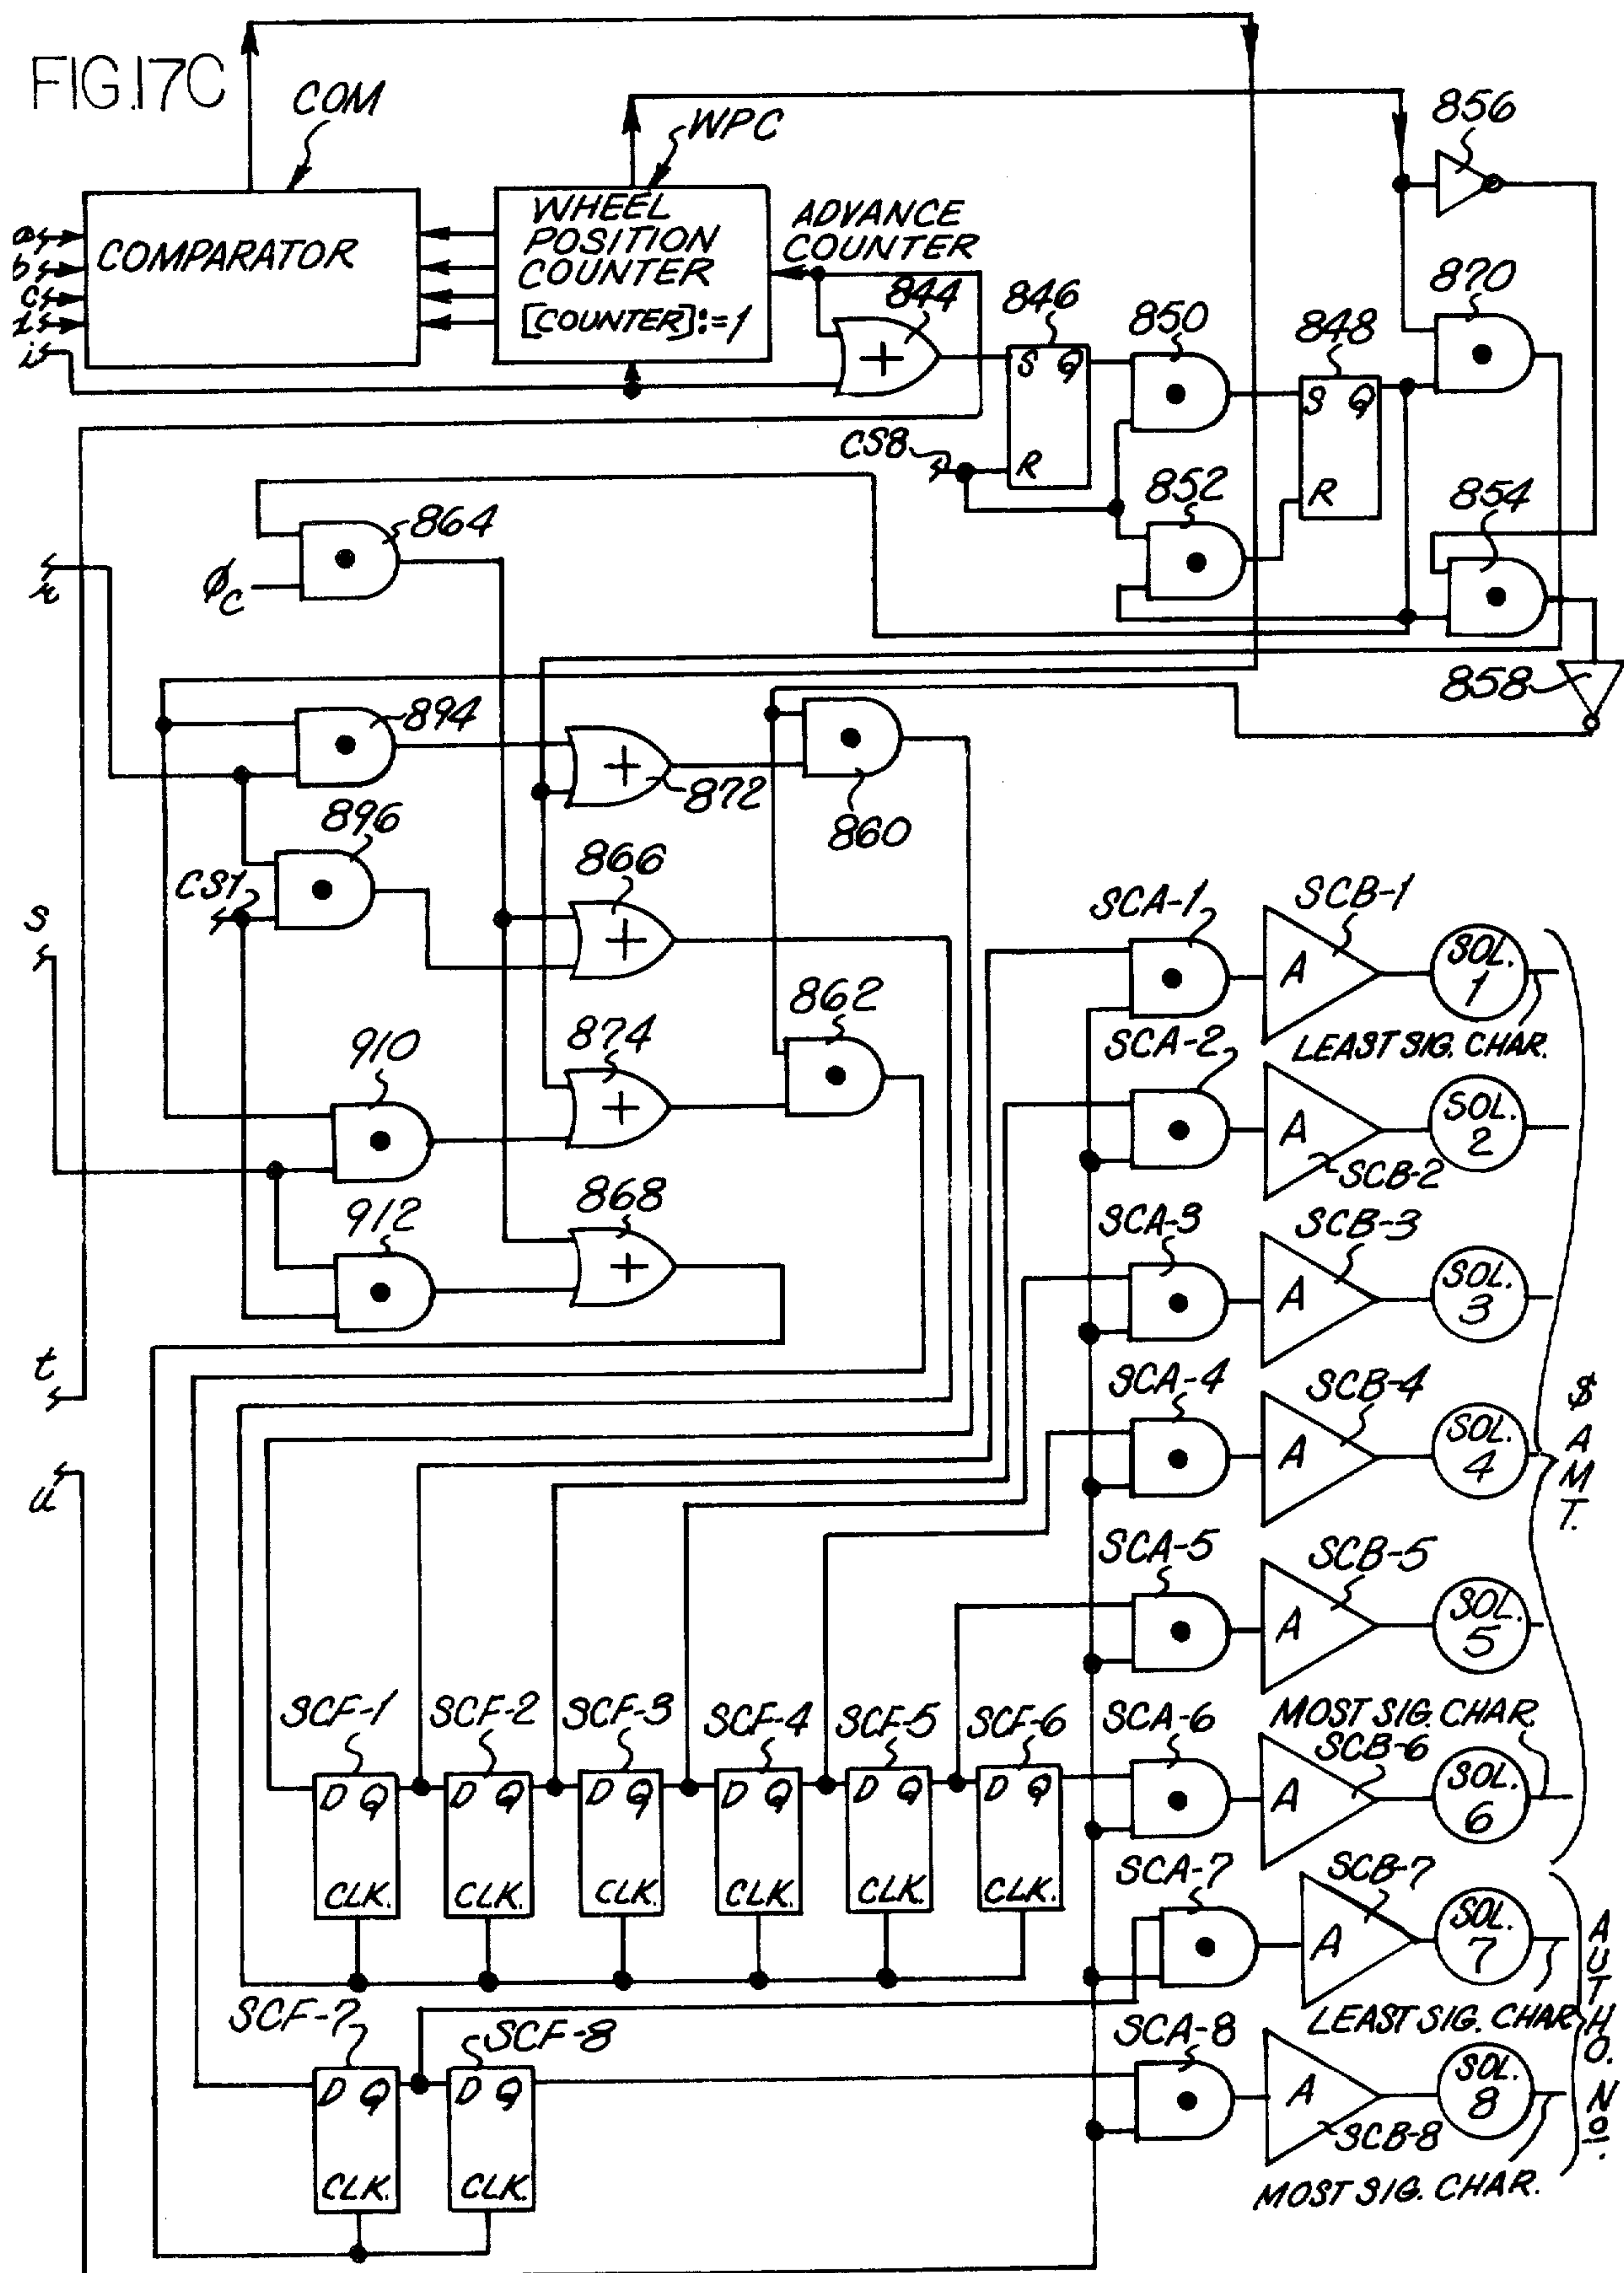 FIG.17C
COM
WPC
856
a
b
c
d
i
COMPARATOR
WHEEL
POSITION
COUNTER
[COUNTER]:=1
ADVANCE
COUNTER
844
846
850
848
870
S Q
R
S Q
R
CS8
852
854
864
ϕC
r
858
894
872
860
896
CS1
866
s
SCA-1
SCB-1
SOL.
1
A
LEAST SIG. CHAR.
862
874
910
SCA-2
A
SCB-2
SOL.
2
868
912
SCA-3
SCB-3
A
SOL.
3
t
SCA-4
SCB-4
A
SOL.
4
$ AMT.
u
SCA-5
SCB-5
A
SOL.
5
MOST SIG. CHAR.
SCF-1
SCF-2
SCF-3
SCF-4
SCF-5
SCF-6
SCA-6
SCB-6
A
SOL.
6
D Q
D Q
D Q
D Q
D Q
D Q
CLK.
CLK.
CLK.
CLK.
CLK.
CLK.
SCA-7
SCB-7
A
SOL.
7
LEAST SIG. CHAR
AUTHO. NO.
SCF-7
SCF-8
SCA-8
A
SCB-8
SOL.
8
MOST SIG. CHAR.
D Q
D Q
CLK.
CLK.